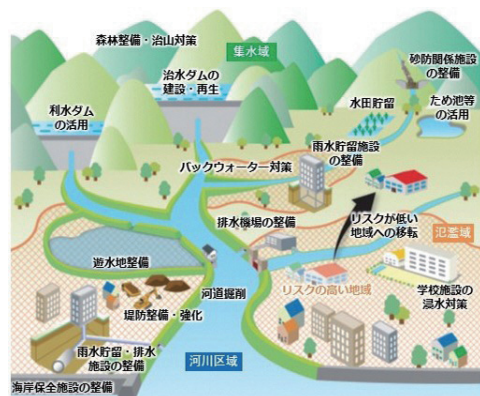 森林整備・治山対策
集水域
砂防関係施設
の整備
治水ダムの
建設・再生
利水ダム
の活用
水田貯留
ため池等
の活用
雨水貯留施設
の整備
バックウォーター対策
排水機場の整備
リスクが低い
地域への移転
氾濫域
遊水地整備
リスクの高い地域
学校施設の
浸水対策
河道掘削
堤防整備・強化
雨水貯留・排水
施設の整備
河川区域
海岸保全施設の整備